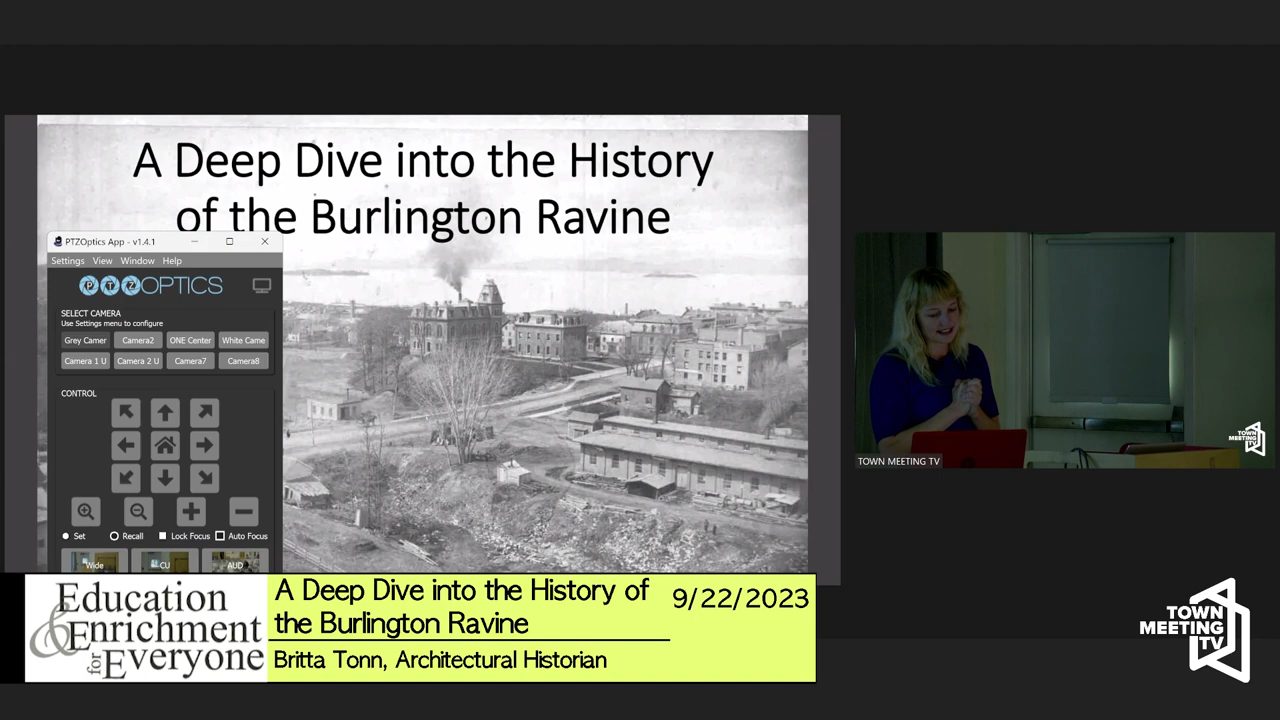 A Deep Dive into the History
of the Burlington Ravine
PTZOptics App - v1.4.1
Settings View Window Help
PTZOPTICS
SELECT CAMERA
Use Settings menu to configure
Grey Camer Camera2 ONE Center White Came
Camera 1 U Camera 2 U Camera7 Camera8
CONTROL
Set Recall Lock Focus Auto Focus
Wide CU AUD
TOWN
MEETING
TV
TOWN MEETING TV
Education
& Enrichment
for Everyone
A Deep Dive into the History of
the Burlington Ravine
9/22/2023
Britta Tonn, Architectural Historian
TOWN
MEETING
TV